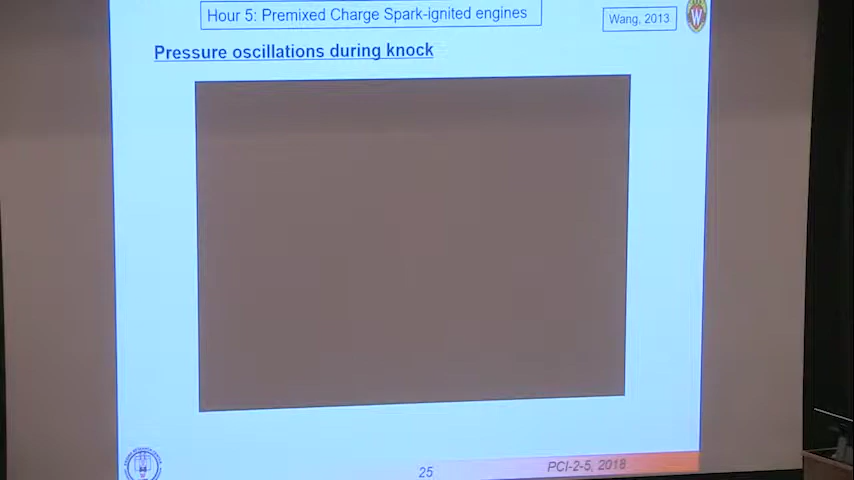 Hour 5: Premixed Charge Spark-ignited engines
Wang, 2013
Pressure oscillations during knock
25
PCI-2-5, 2018